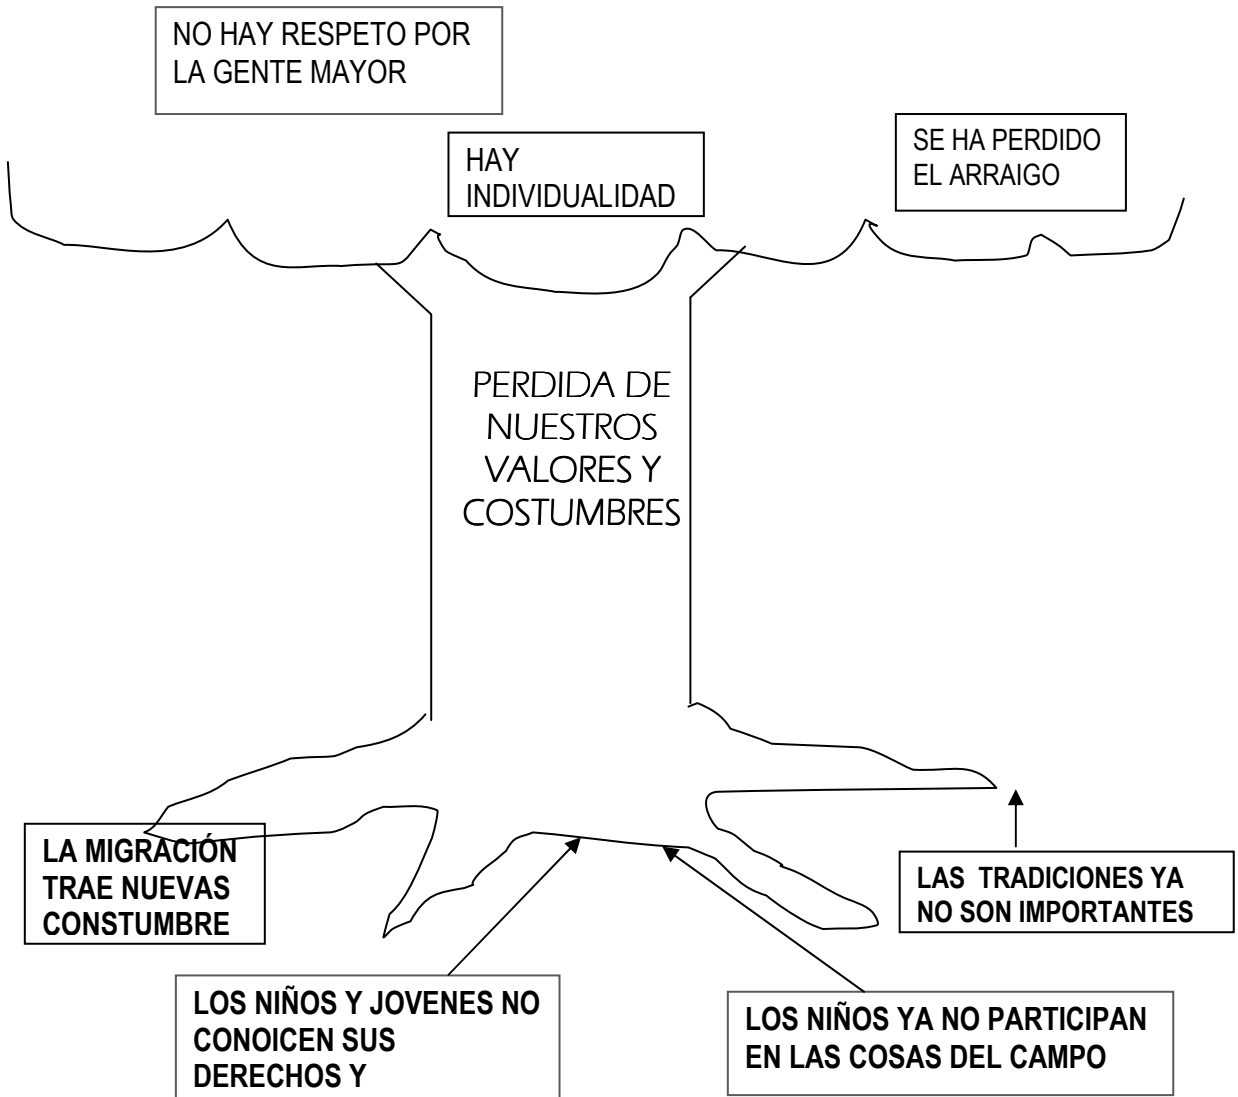 NO HAY RESPETO POR
LA GENTE MAYOR
HAY
INDIVIDUALIDAD
SE HA PERDIDO
EL ARRAIGO
PERDIDA DE
NUESTROS
VALORES Y
COSTUMBRES
LA MIGRACIÓN
TRAE NUEVAS
CONSTUMBRE
LAS TRADICIONES YA
NO SON IMPORTANTES
LOS NIÑOS Y JOVENES NO
CONOICEN SUS
DERECHOS Y
LOS NIÑOS YA NO PARTICIPAN
EN LAS COSAS DEL CAMPO